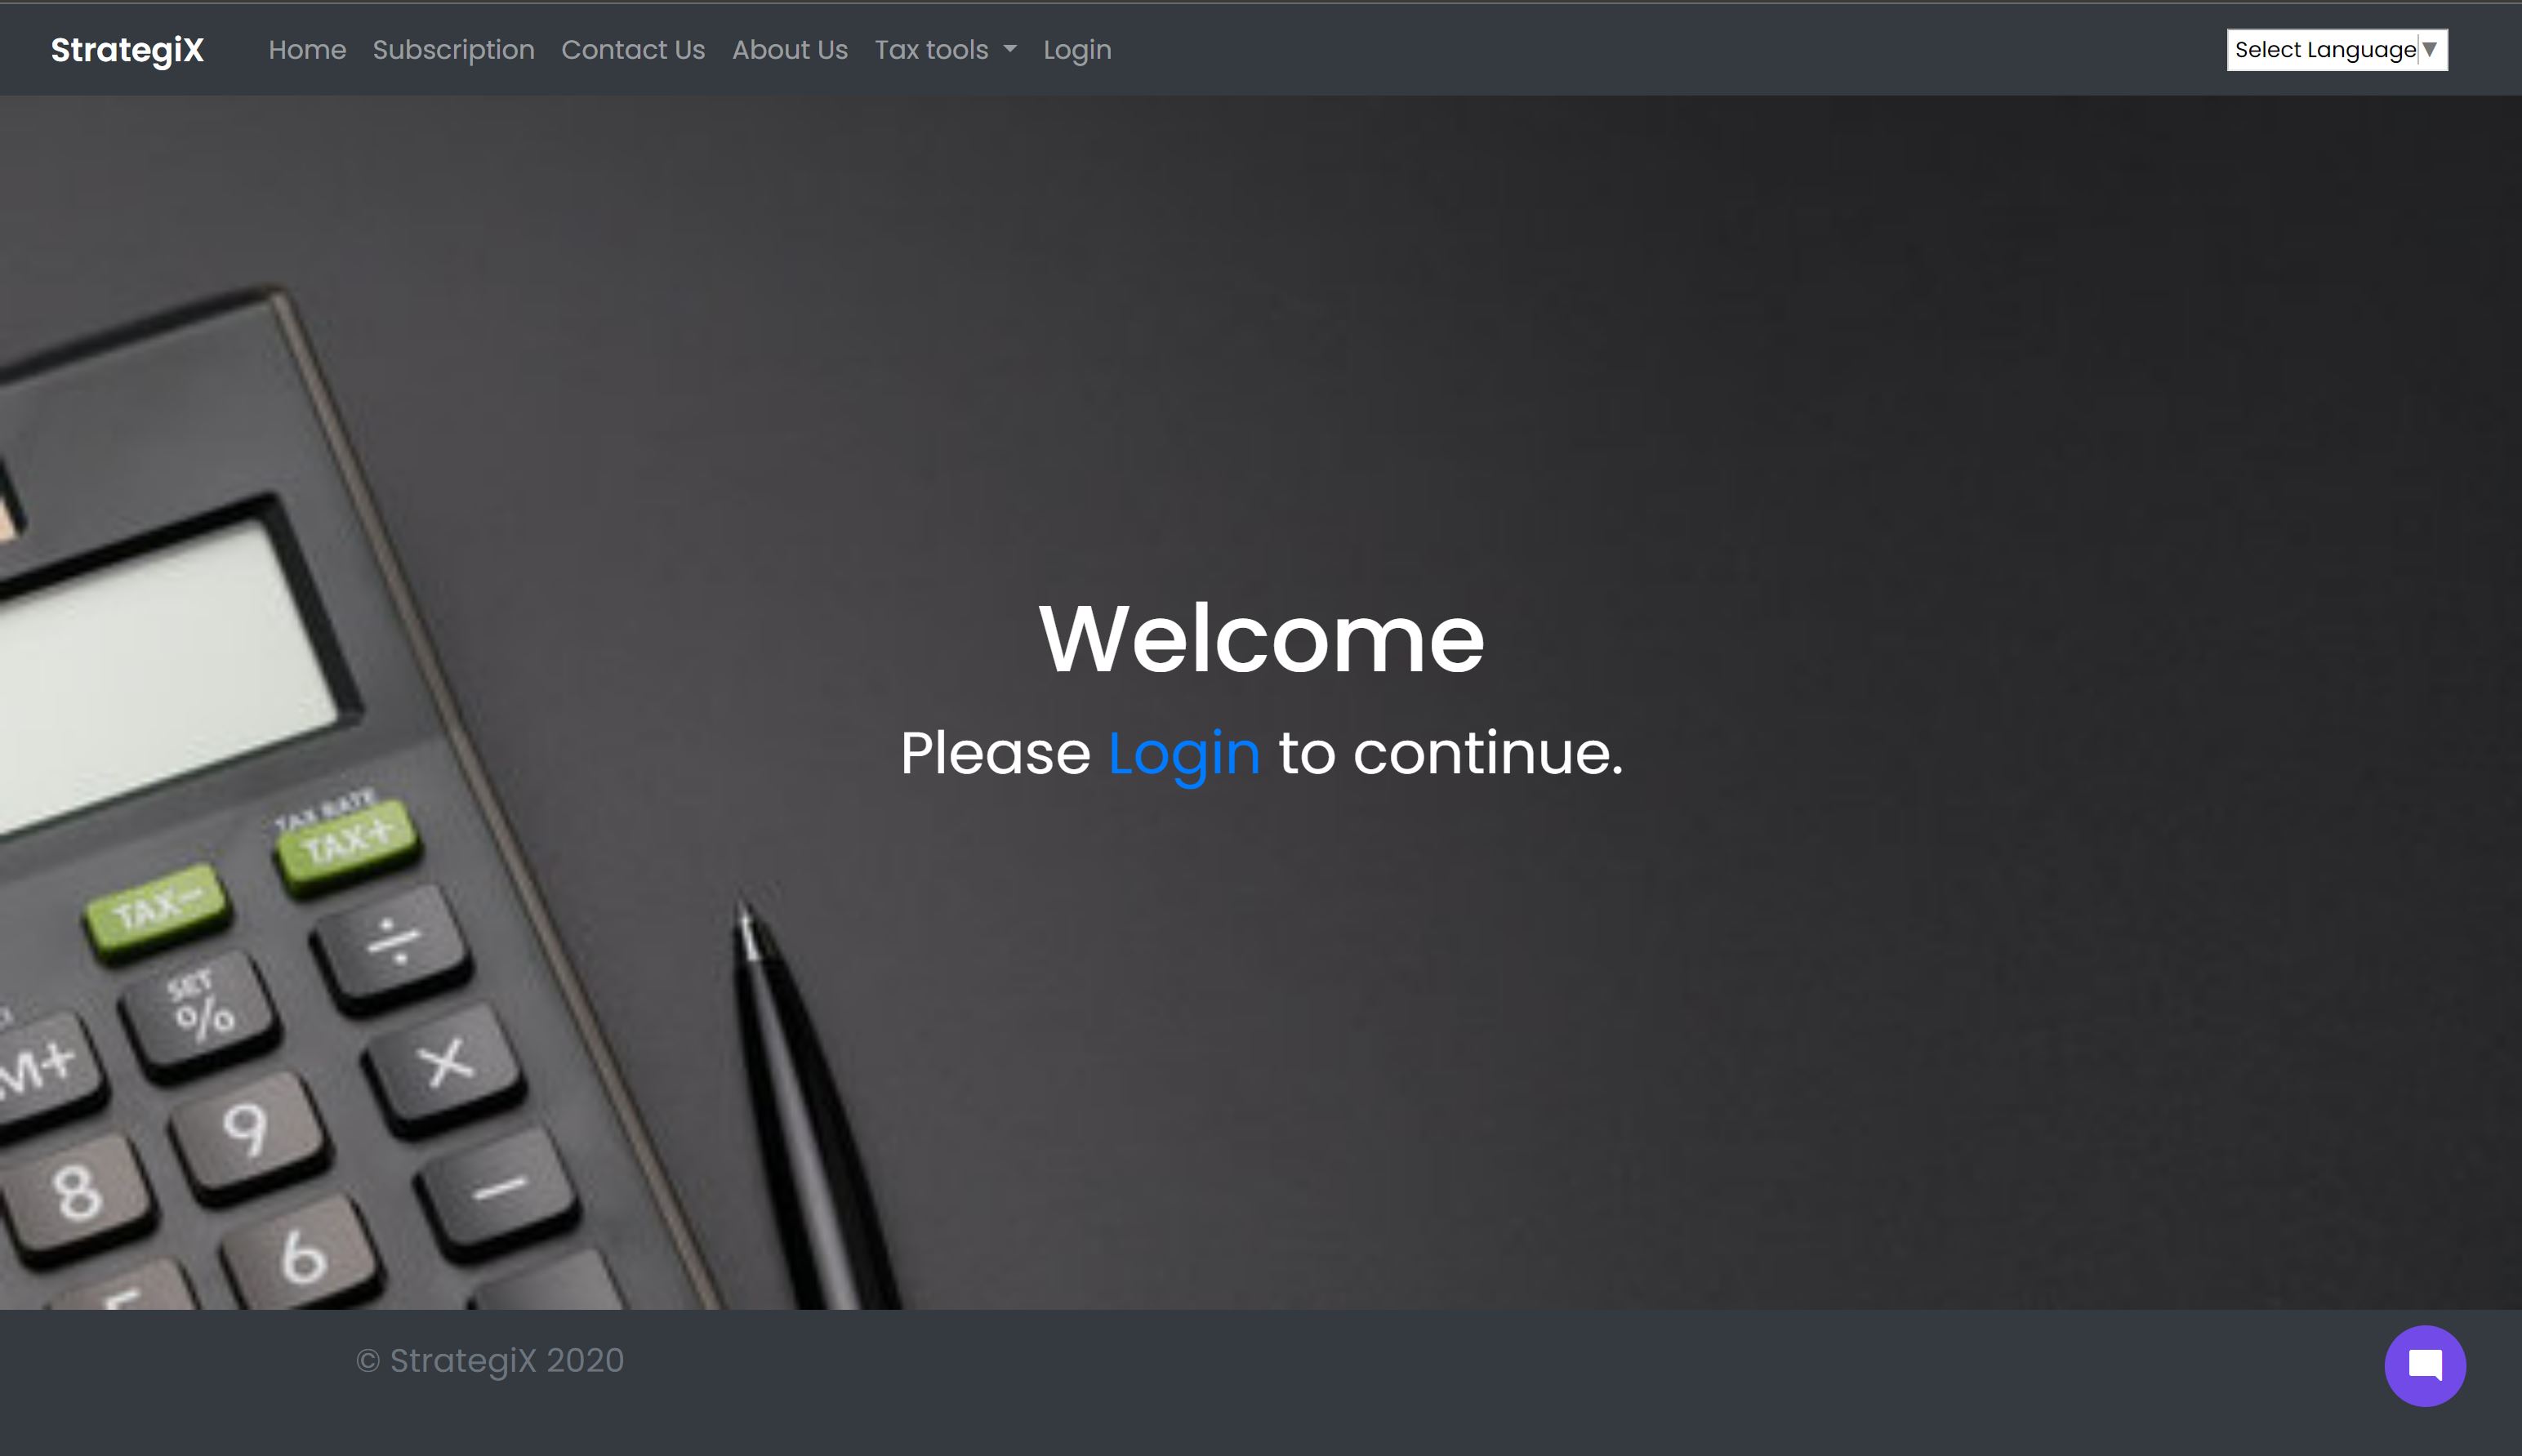 StrategiX Home Subscription Contact Us About Us Tax tools Login Select Language ▼
Welcome
Please Login to continue.
TAX RATE
TAX+
TAX−
÷
SET
%
M+
×
9
8
−
6
© StrategiX 2020